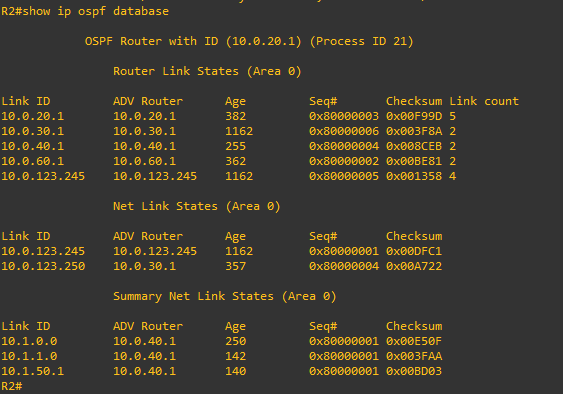 R2#show ip ospf database
OSPF Router with ID (10.0.20.1) (Process ID 21)
Router Link States (Area 0)
Link ID ADV Router Age Seq# Checksum Link count
10.0.20.1 10.0.20.1 382 0x80000003 0x00F99D 5
10.0.30.1 10.0.30.1 1162 0x80000006 0x003F8A 2
10.0.40.1 10.0.40.1 255 0x80000004 0x008CEB 2
10.0.60.1 10.0.60.1 362 0x80000002 0x00BE81 2
10.0.123.245 10.0.123.245 1162 0x80000005 0x001358 4
Net Link States (Area 0)
Link ID ADV Router Age Seq# Checksum
10.0.123.245 10.0.123.245 1162 0x80000001 0x00DFC1
10.0.123.250 10.0.30.1 357 0x80000004 0x00A722
Summary Net Link States (Area 0)
Link ID ADV Router Age Seq# Checksum
10.1.0.0 10.0.40.1 250 0x80000001 0x00E50F
10.1.1.0 10.0.40.1 142 0x80000001 0x003FAA
10.1.50.1 10.0.40.1 140 0x80000001 0x00BD03
R2#